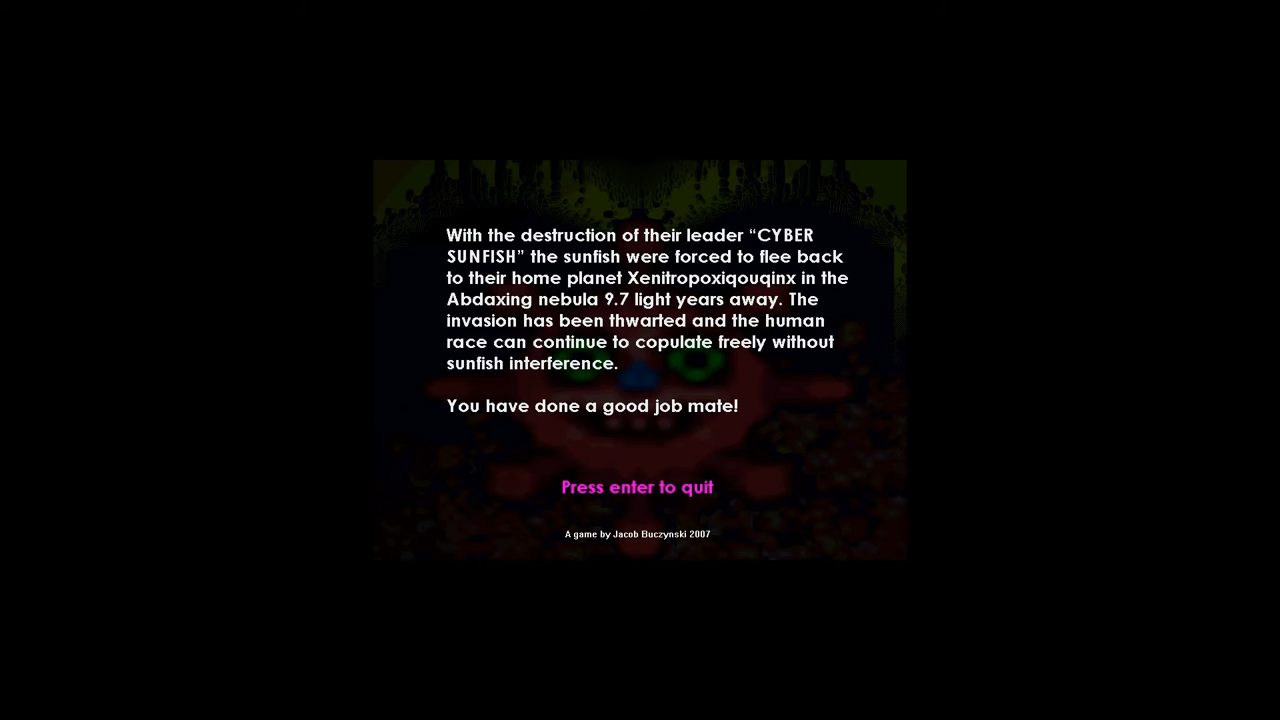 With the destruction of their leader “CYBER
SUNFISH” the sunfish were forced to flee back
to their home planet Xenitropoxiqouqinx in the
Abdaxing nebula 9.7 light years away. The
invasion has been thwarted and the human
race can continue to copulate freely without
sunfish interference.
You have done a good job mate!
Press enter to quit
A game by Jacob Buczynski 2007